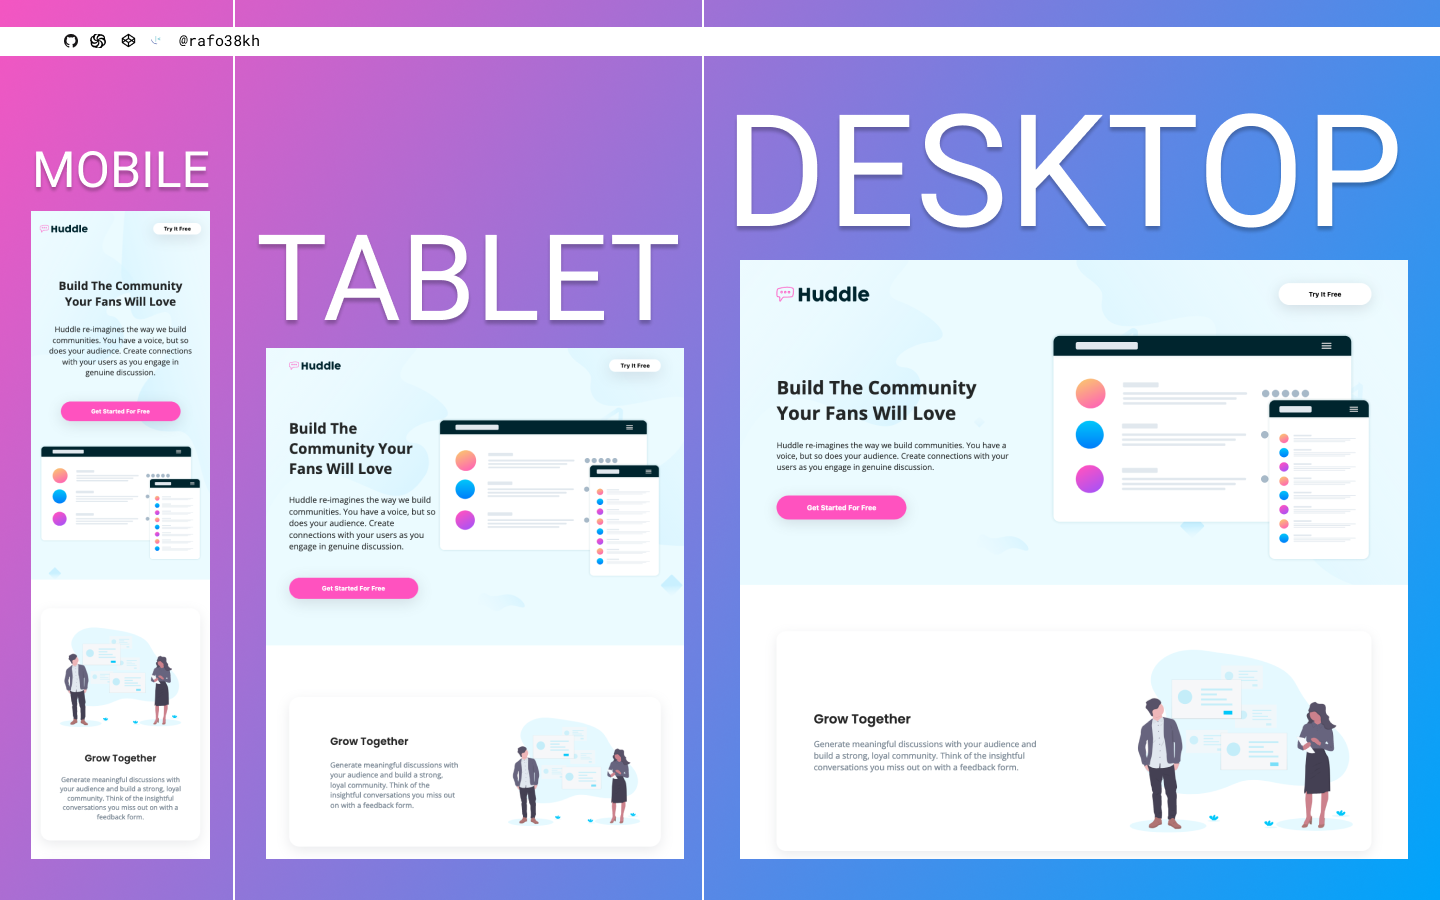 @rafo38kh
MOBILE
Huddle
Try It Free
Build The Community
Your Fans Will Love
Huddle re-imagines the way we build
communities. You have a voice, but so
does your audience. Create connections
with your users as you engage in
genuine discussion.
Get Started For Free
Grow Together
Generate meaningful discussions with
your audience and build a strong, loyal
community. Think of the insightful
conversations you miss out on with a
feedback form.
TABLET
Huddle
Try It Free
Build The
Community Your
Fans Will Love
Huddle re-imagines the way we build
communities. You have a voice, but so
does your audience. Create
connections with your users as you
engage in genuine discussion.
Get Started For Free
Grow Together
Generate meaningful discussions with
your audience and build a strong,
loyal community. Think of the
insightful conversations you miss out
on with a feedback form.
DESKTOP
Huddle
Try It Free
Build The Community
Your Fans Will Love
Huddle re-imagines the way we build communities. You have a
voice, but so does your audience. Create connections with your
users as you engage in genuine discussion.
Get Started For Free
Grow Together
Generate meaningful discussions with your audience and
build a strong, loyal community. Think of the insightful
conversations you miss out on with a feedback form.